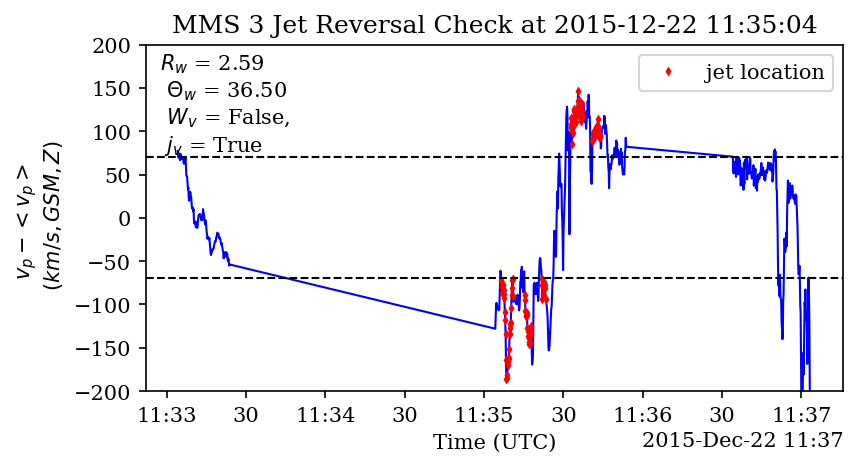 MMS 3 Jet Reversal Check at 2015-12-22 11:35:04
R_w = 2.59
Θ_w = 36.50
W_v = False,
j_v = True
jet location
v_p − < v_p >
(km/s, GSM, Z)
200
150
100
50
0
−50
−100
−150
−200
11:33 30 11:34 30 11:35 30 11:36 30 11:37
Time (UTC)
2015-Dec-22 11:37